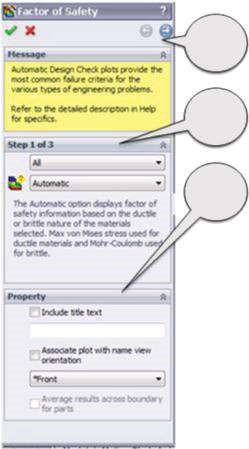 Factor of Safety ?
Message
Automatic Design Check plots provide the
most common failure criteria for the
various types of engineering problems.
Refer to the detailed description in Help
for specifics.
Step 1 of 3
All
Automatic
The Automatic option displays factor of
safety information based on the ductile
or brittle nature of the materials
selected. Max von Mises stress used for
ductile materials and Mohr-Coulomb used
for brittle.
Property
Include title text
Associate plot with name view
orientation
*Front
Average results across boundary
for parts